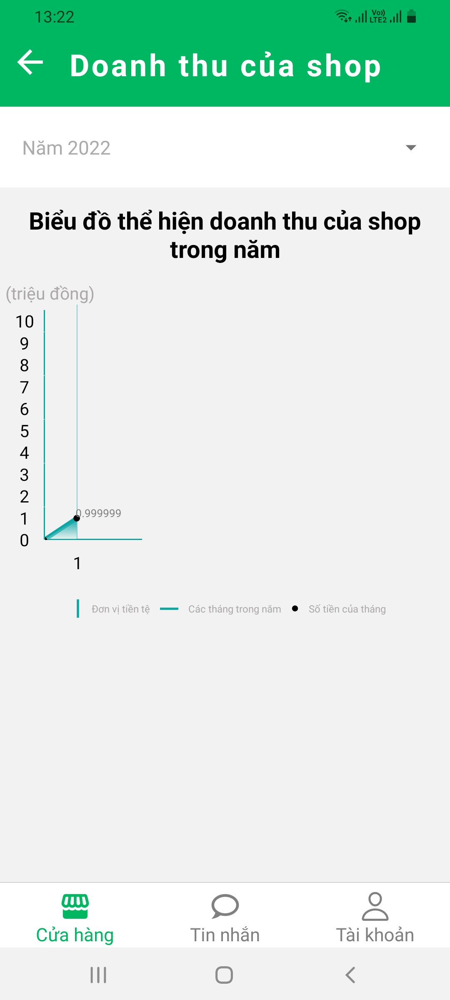 13:22
Vo))
LTE2
Doanh thu của shop
Năm 2022
Biểu đồ thể hiện doanh thu của shop
trong năm
(triệu đồng)
10
9
8
7
6
5
4
3
2
1
0.999999
0
1
Đơn vị tiền tệ Các tháng trong năm Số tiền của tháng
Cửa hàng Tin nhắn Tài khoản